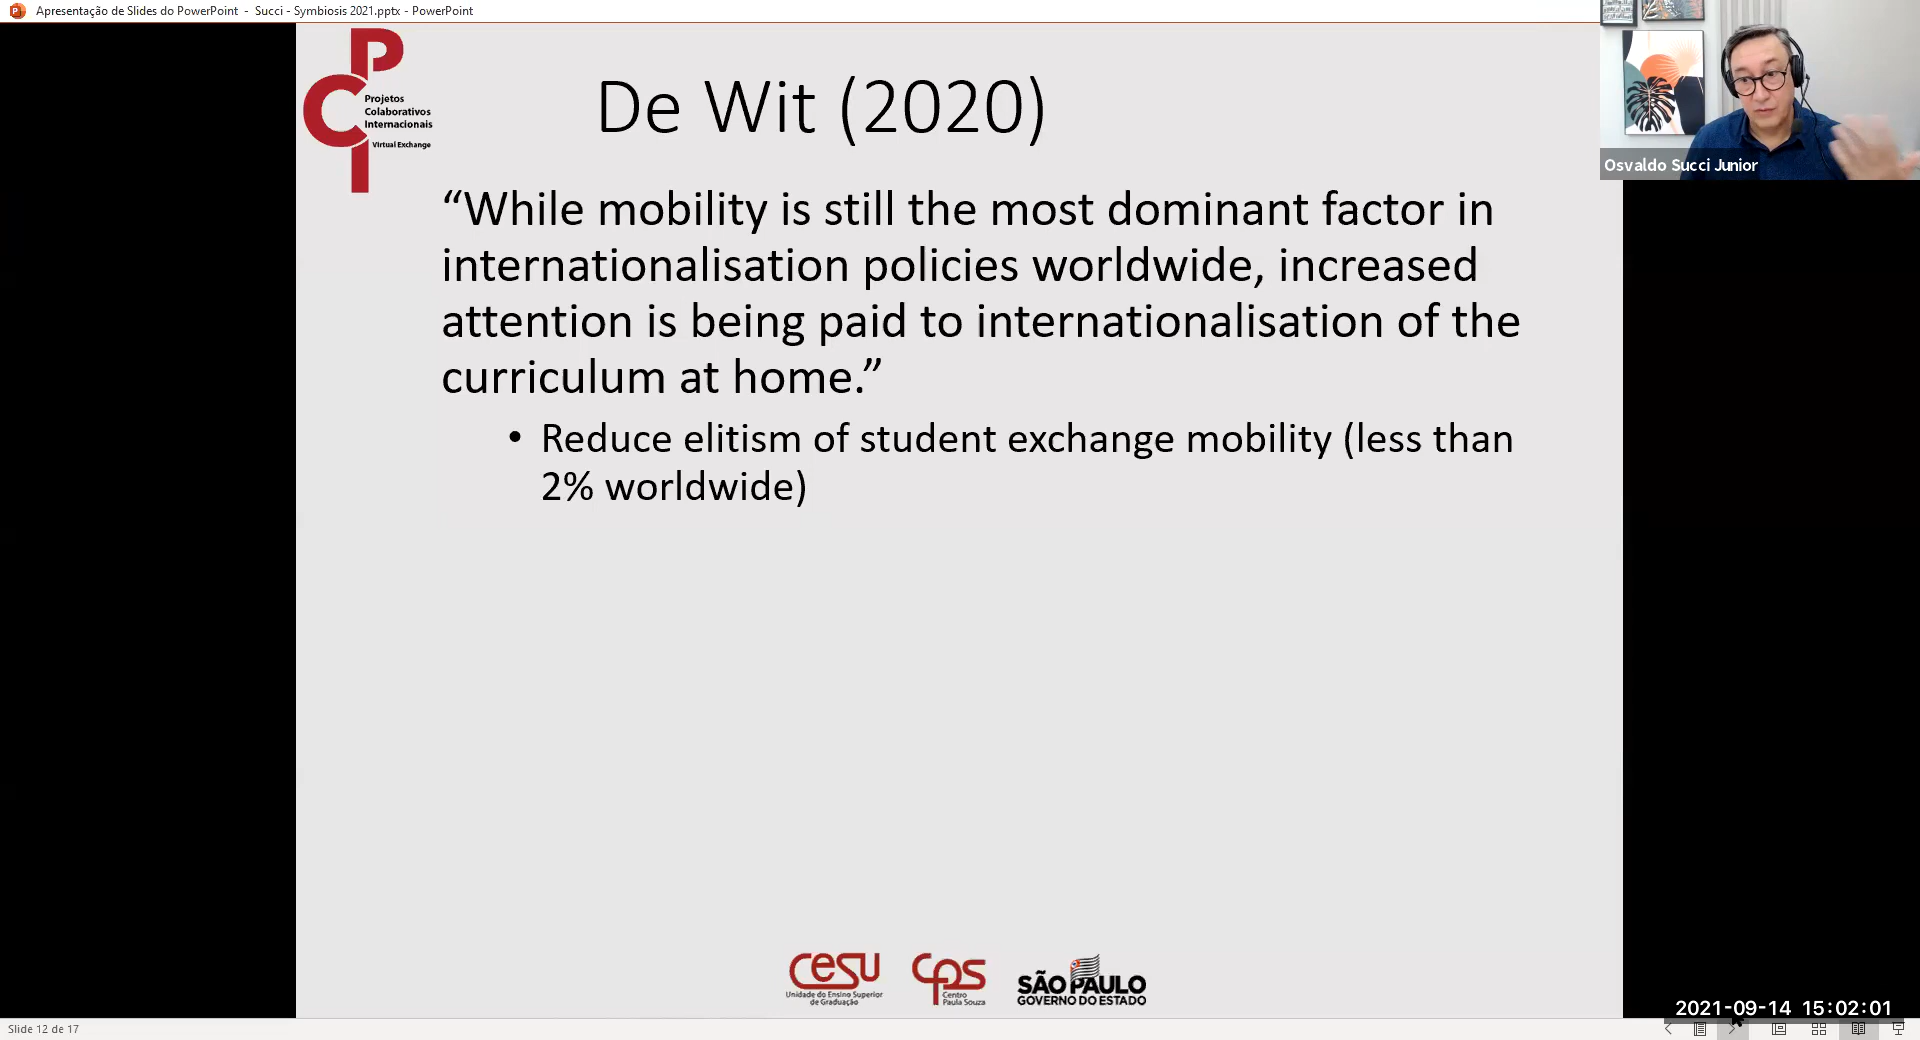 Apresentação de Slides do PowerPoint - Succi - Symbiosis 2021.pptx - PowerPoint
PCI
Projetos
Colaborativos
Internacionais
Virtual Exchange
De Wit (2020)
Osvaldo Succi Junior
“While mobility is still the most dominant factor in
internationalisation policies worldwide, increased
attention is being paid to internationalisation of the
curriculum at home.”
• Reduce elitism of student exchange mobility (less than
2% worldwide)
cesu
Unidade do Ensino Superior
de Graduação
cps
Centro
Paula Souza
SÃO PAULO
GOVERNO DO ESTADO
2021-09-14 15:02:01
Slide 12 de 17